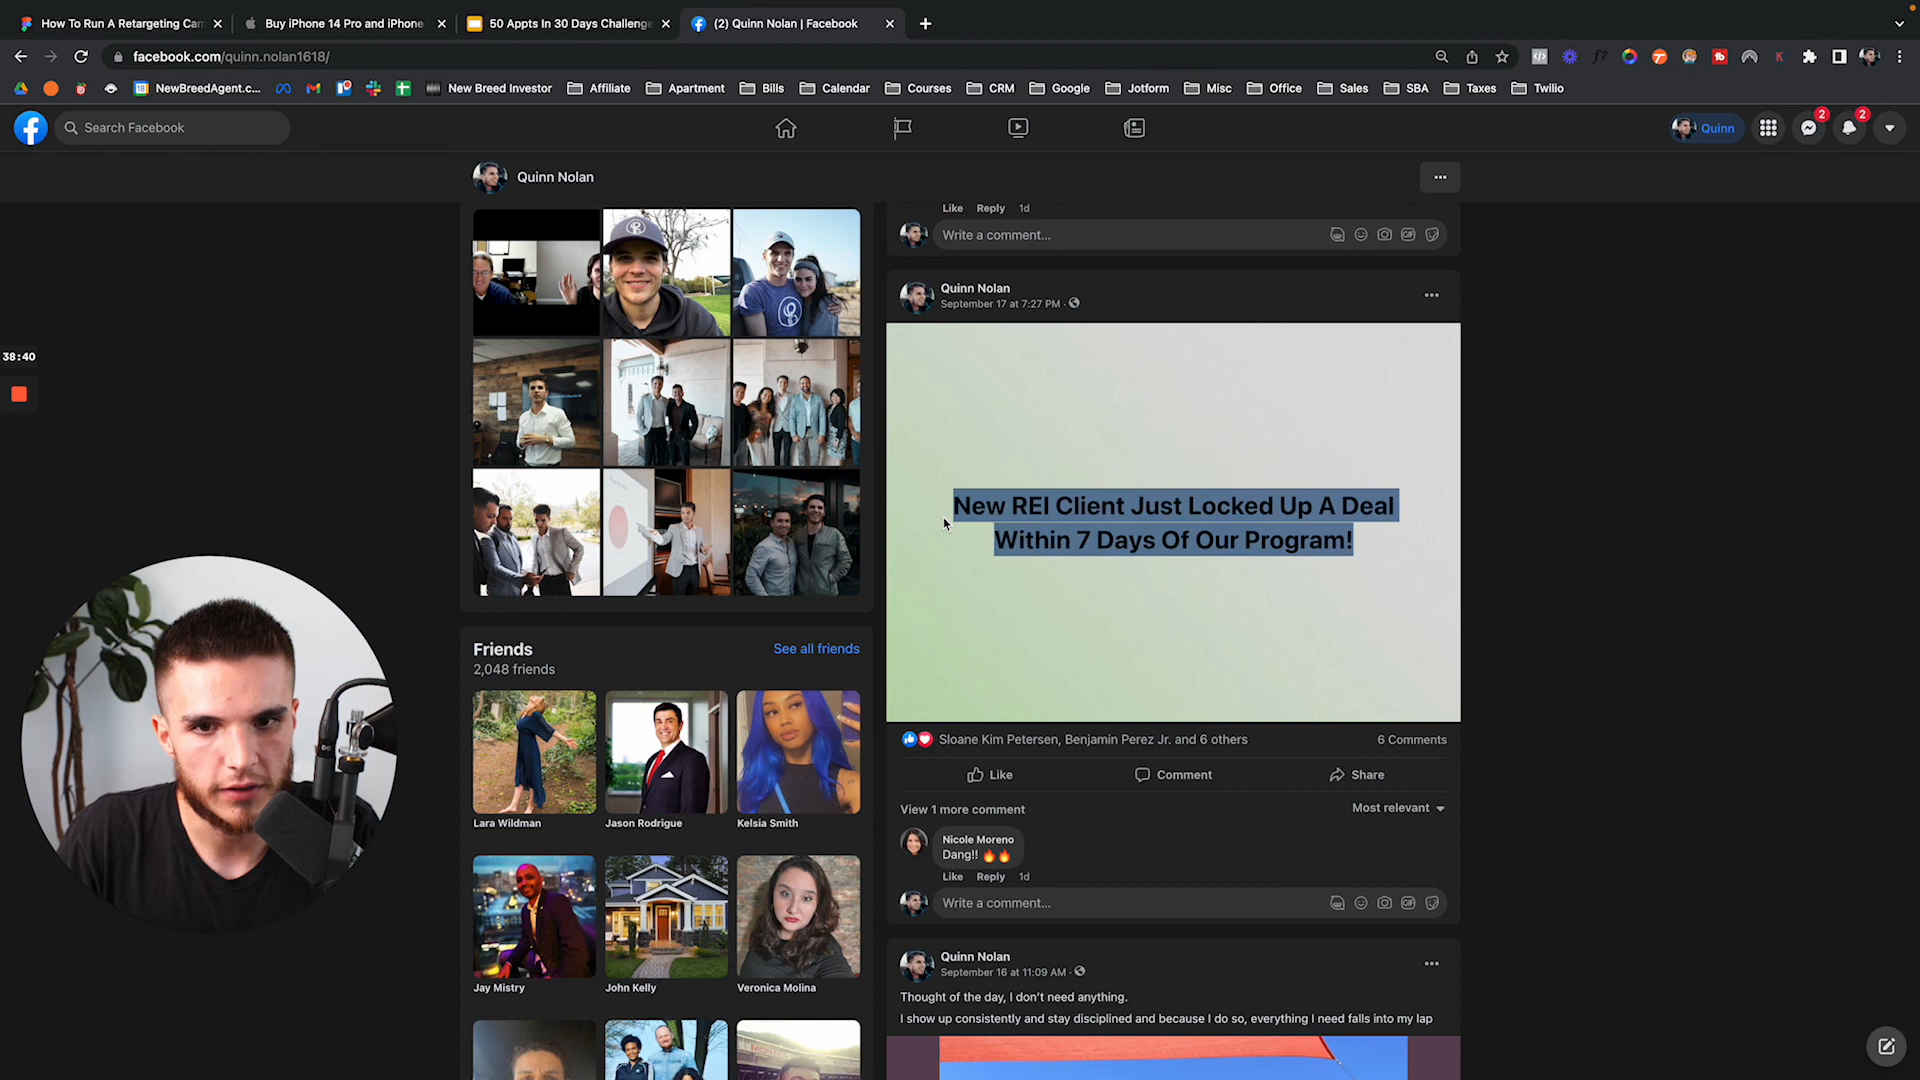 How To Run A Retargeting Can
Buy iPhone 14 Pro and iPhone
50 Appts In 30 Days Challenge
(2) Quinn Nolan | Facebook
facebook.com/quinn.nolan1618/
NewBreedAgent.c...
New Breed Investor
Affiliate
Apartment
Bills
Calendar
Courses
CRM
Google
Jotform
Misc
Office
Sales
SBA
Taxes
Twilio
Search Facebook
Quinn
2
2
Quinn Nolan
38:40
Friends
See all friends
2,048 friends
Lara Wildman
Jason Rodrigue
Kelsia Smith
Jay Mistry
John Kelly
Veronica Molina
Like Reply 1d
Write a comment...
Quinn Nolan
September 17 at 7:27 PM ·
New REI Client Just Locked Up A Deal
Within 7 Days Of Our Program!
Sloane Kim Petersen, Benjamin Perez Jr. and 6 others
6 Comments
Like
Comment
Share
View 1 more comment
Most relevant
Nicole Moreno
Dang!! 🔥🔥
Like Reply 1d
Write a comment...
Quinn Nolan
September 16 at 11:09 AM ·
Thought of the day, I don't need anything.
I show up consistently and stay disciplined and because I do so, everything I need falls into my lap